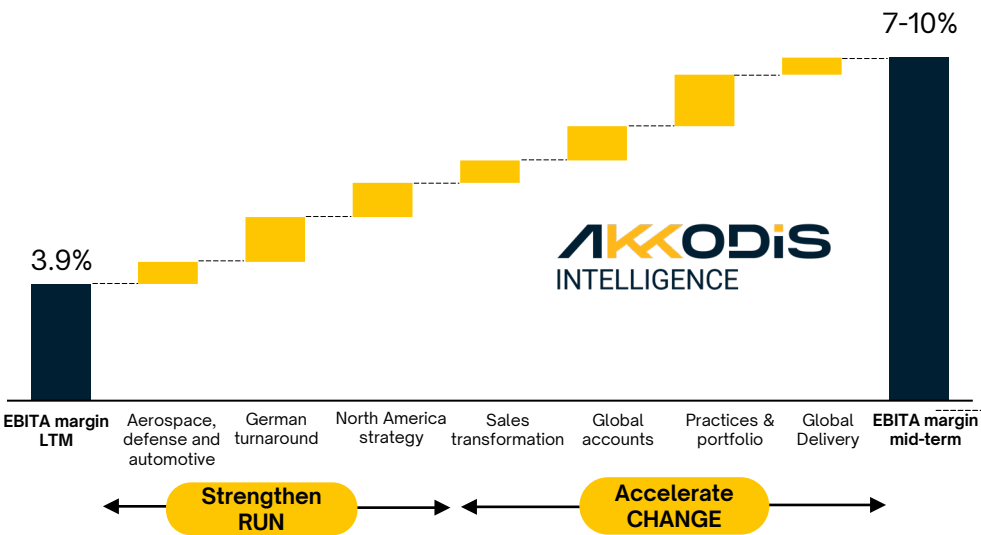 7-10%
3.9%
AKKODiS
INTELLIGENCE
EBITA margin
LTM
Aerospace,
defense and
automotive
German
turnaround
North America
strategy
Sales
transformation
Global
accounts
Practices &
portfolio
Global
Delivery
EBITA margin
mid-term
Strengthen
RUN
Accelerate
CHANGE